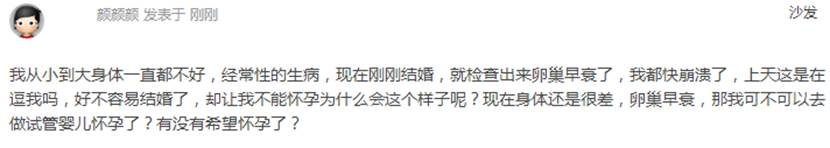 颜颜颜 发表于 刚刚
沙发
我从小到大身体一直都不好，经常性的生病，现在刚刚结婚，就检查出来卵巢早衰了，我都快崩溃了，上天这是在
逗我吗，好不容易结婚了，却让我不能怀孕为什么会这个样子呢？现在身体还是很差，卵巢早衰，那我可不可以去
做试管婴儿怀孕了？有没有希望怀孕了？